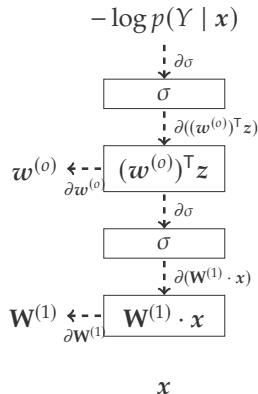 − log p(Y | x)
∂σ
σ
∂((w^(o))^T z)
w^(o) (w^(o))^T z
∂w^(o)
∂σ
σ
∂(W^(1) · x)
W^(1) W^(1) · x
∂W^(1)
x